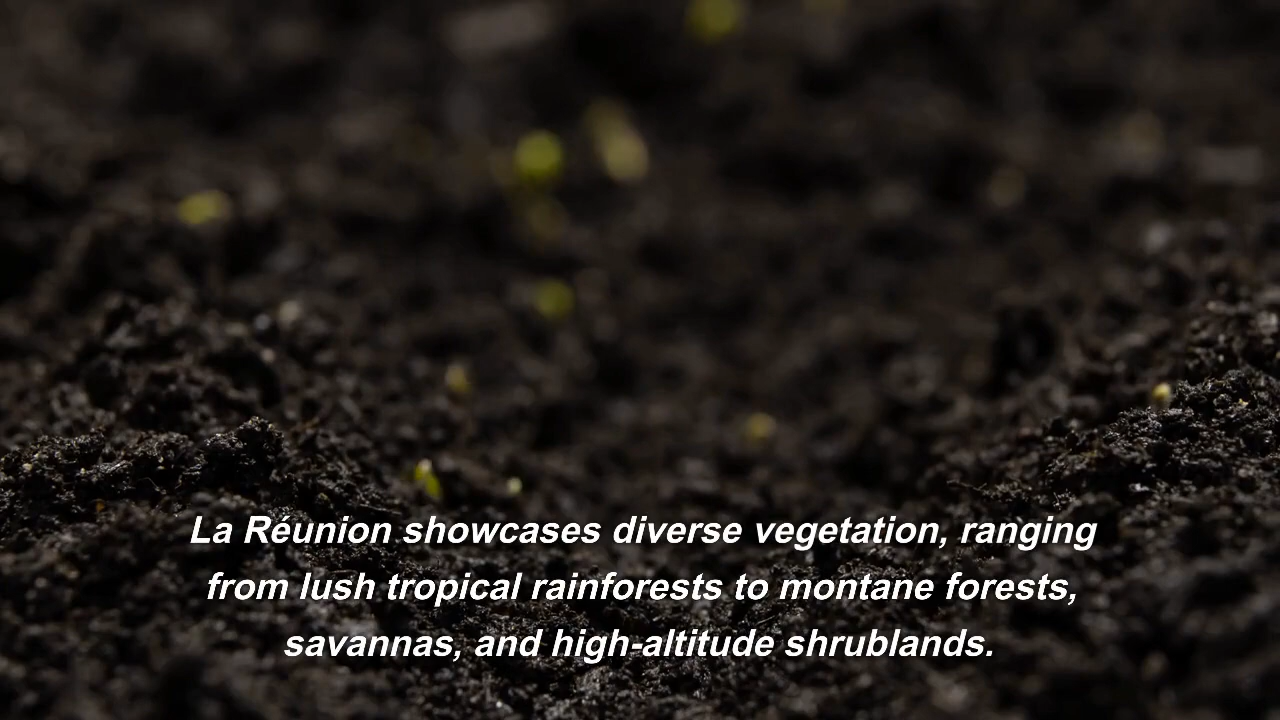 La Réunion showcases diverse vegetation, ranging
from lush tropical rainforests to montane forests,
savannas, and high-altitude shrublands.